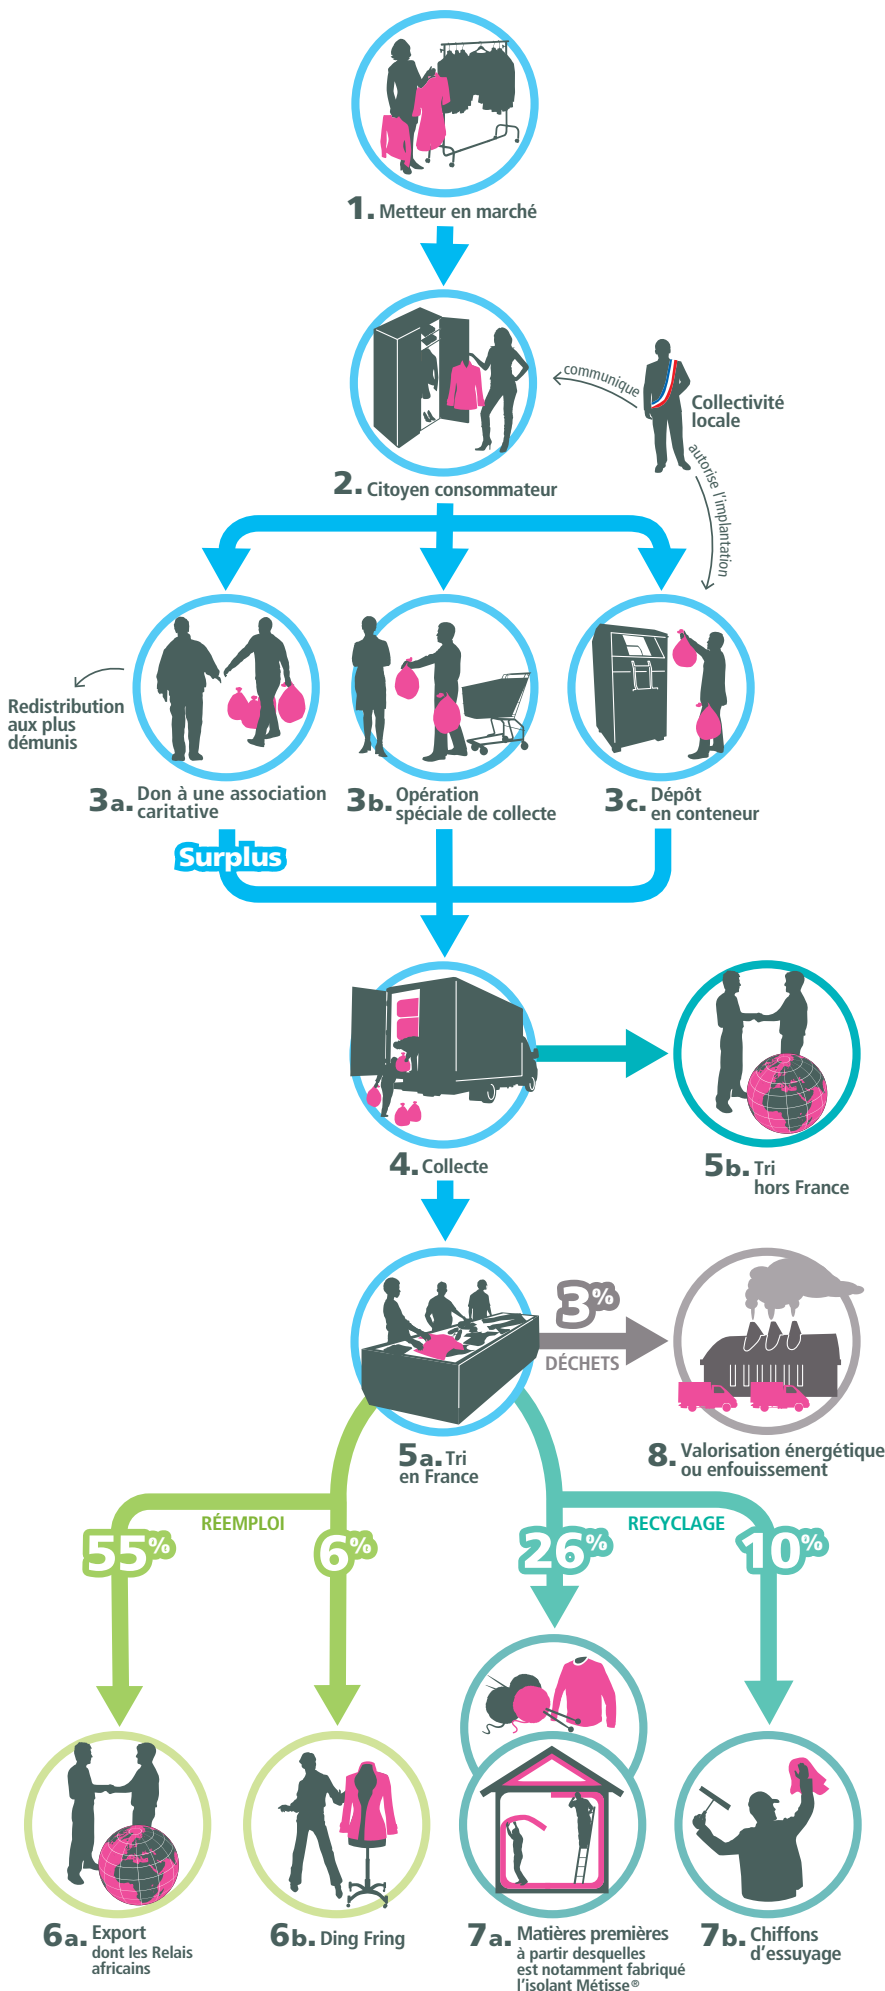 1. Metteur en marché
communique
Collectivité
locale
autorise l'implantation
2. Citoyen consommateur
Redistribution
aux plus
démunis
3a. Don à une association
caritative
3b. Opération
spéciale de collecte
3c. Dépôt
en conteneur
Surplus
4. Collecte
5b. Tri
hors France
3%
DÉCHETS
5a. Tri
en France
8. Valorisation énergétique
ou enfouissement
RÉEMPLOI
RECYCLAGE
55%
6%
26%
10%
6a. Export
dont les Relais
africains
6b. Ding Fring
7a. Matières premières
à partir desquelles
est notamment fabriqué
l'isolant Métisse®
7b. Chiffons
d'essuyage